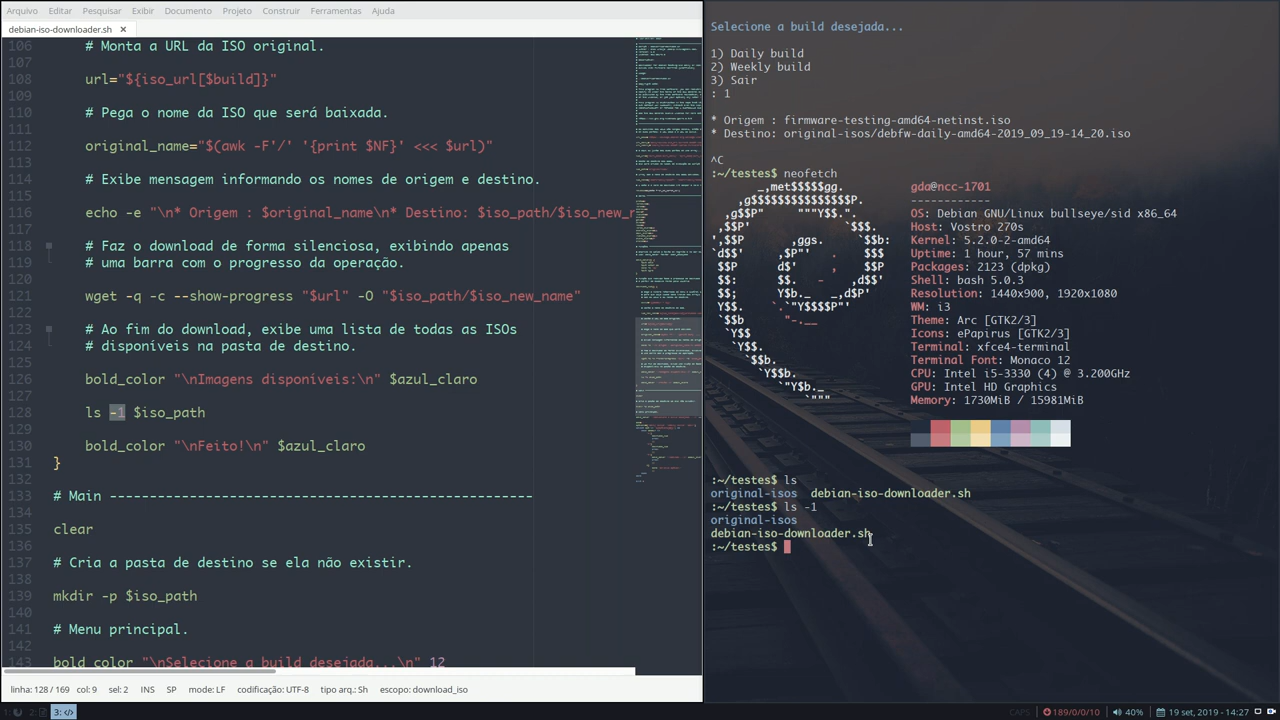 Arquivo Editar Pesquisar Exibir Documento Projeto Construir Ferramentas Ajuda
debian-iso-downloader.sh ×
106 # Monta a URL da ISO original.
107
108 url="${iso_url[$build]}"
109
110 # Pega o nome da ISO que será baixada.
111
112 original_name="$(awk -F'/' '{print $NF}' <<< $url)"
113
114 # Exibe mensagem informando os nomes de origem e destino.
115
116 echo -e "\n* Origem : $original_name\n* Destino: $iso_path/$iso_new_n
117
118 # Faz o download de forma silenciosa exibindo apenas
119 # uma barra com o progresso da operação.
120
121 wget -q -c --show-progress "$url" -O "$iso_path/$iso_new_name"
122
123 # Ao fim do download, exibe uma lista de todas as ISOs
124 # disponíveis na pasta de destino.
125
126 bold_color "\nImagens disponíveis:\n" $azul_claro
127
128 ls -1 $iso_path
129
130 bold_color "\nFeito!\n" $azul_claro
131 }
132
133 # Main -----------------------------------------------------
134
135 clear
136
137 # Cria a pasta de destino se ela não existir.
138
139 mkdir -p $iso_path
140
141 # Menu principal.
142
143 bold_color "\nSelecione a build desejada...\n" 12
linha: 128 / 169 col: 9 sel: 2 INS SP mode: LF codificação: UTF-8 tipo arq.: Sh escopo: download_iso
Selecione a build desejada...
1) Daily build
2) Weekly build
3) Sair
: 1
* Origem : firmware-testing-amd64-netinst.iso
* Destino: original-isos/debfw-daily-amd64-2019_09_19-14_20.iso
^C
:~/testes$ neofetch
gda@ncc-1701
------------
OS: Debian GNU/Linux bullseye/sid x86_64
Host: Vostro 270s
Kernel: 5.2.0-2-amd64
Uptime: 1 hour, 57 mins
Packages: 2123 (dpkg)
Shell: bash 5.0.3
WM: i3
Theme: Arc [GTK2/3]
Icons: ePapirus [GTK2/3]
Terminal: xfce4-terminal
Terminal Font: Monaco 12
CPU: Intel i5-3330 (4) @ 3.200GHz
GPU: Intel HD Graphics
Memory: 1730MiB / 15981MiB
:~/testes$ ls
original-isos debian-iso-downloader.sh
:~/testes$ ls -1
original-isos
debian-iso-downloader.sh
:~/testes$
1: 2: 3: </> CAPS 189/0/0/10 40% 19 set, 2019 - 14:27